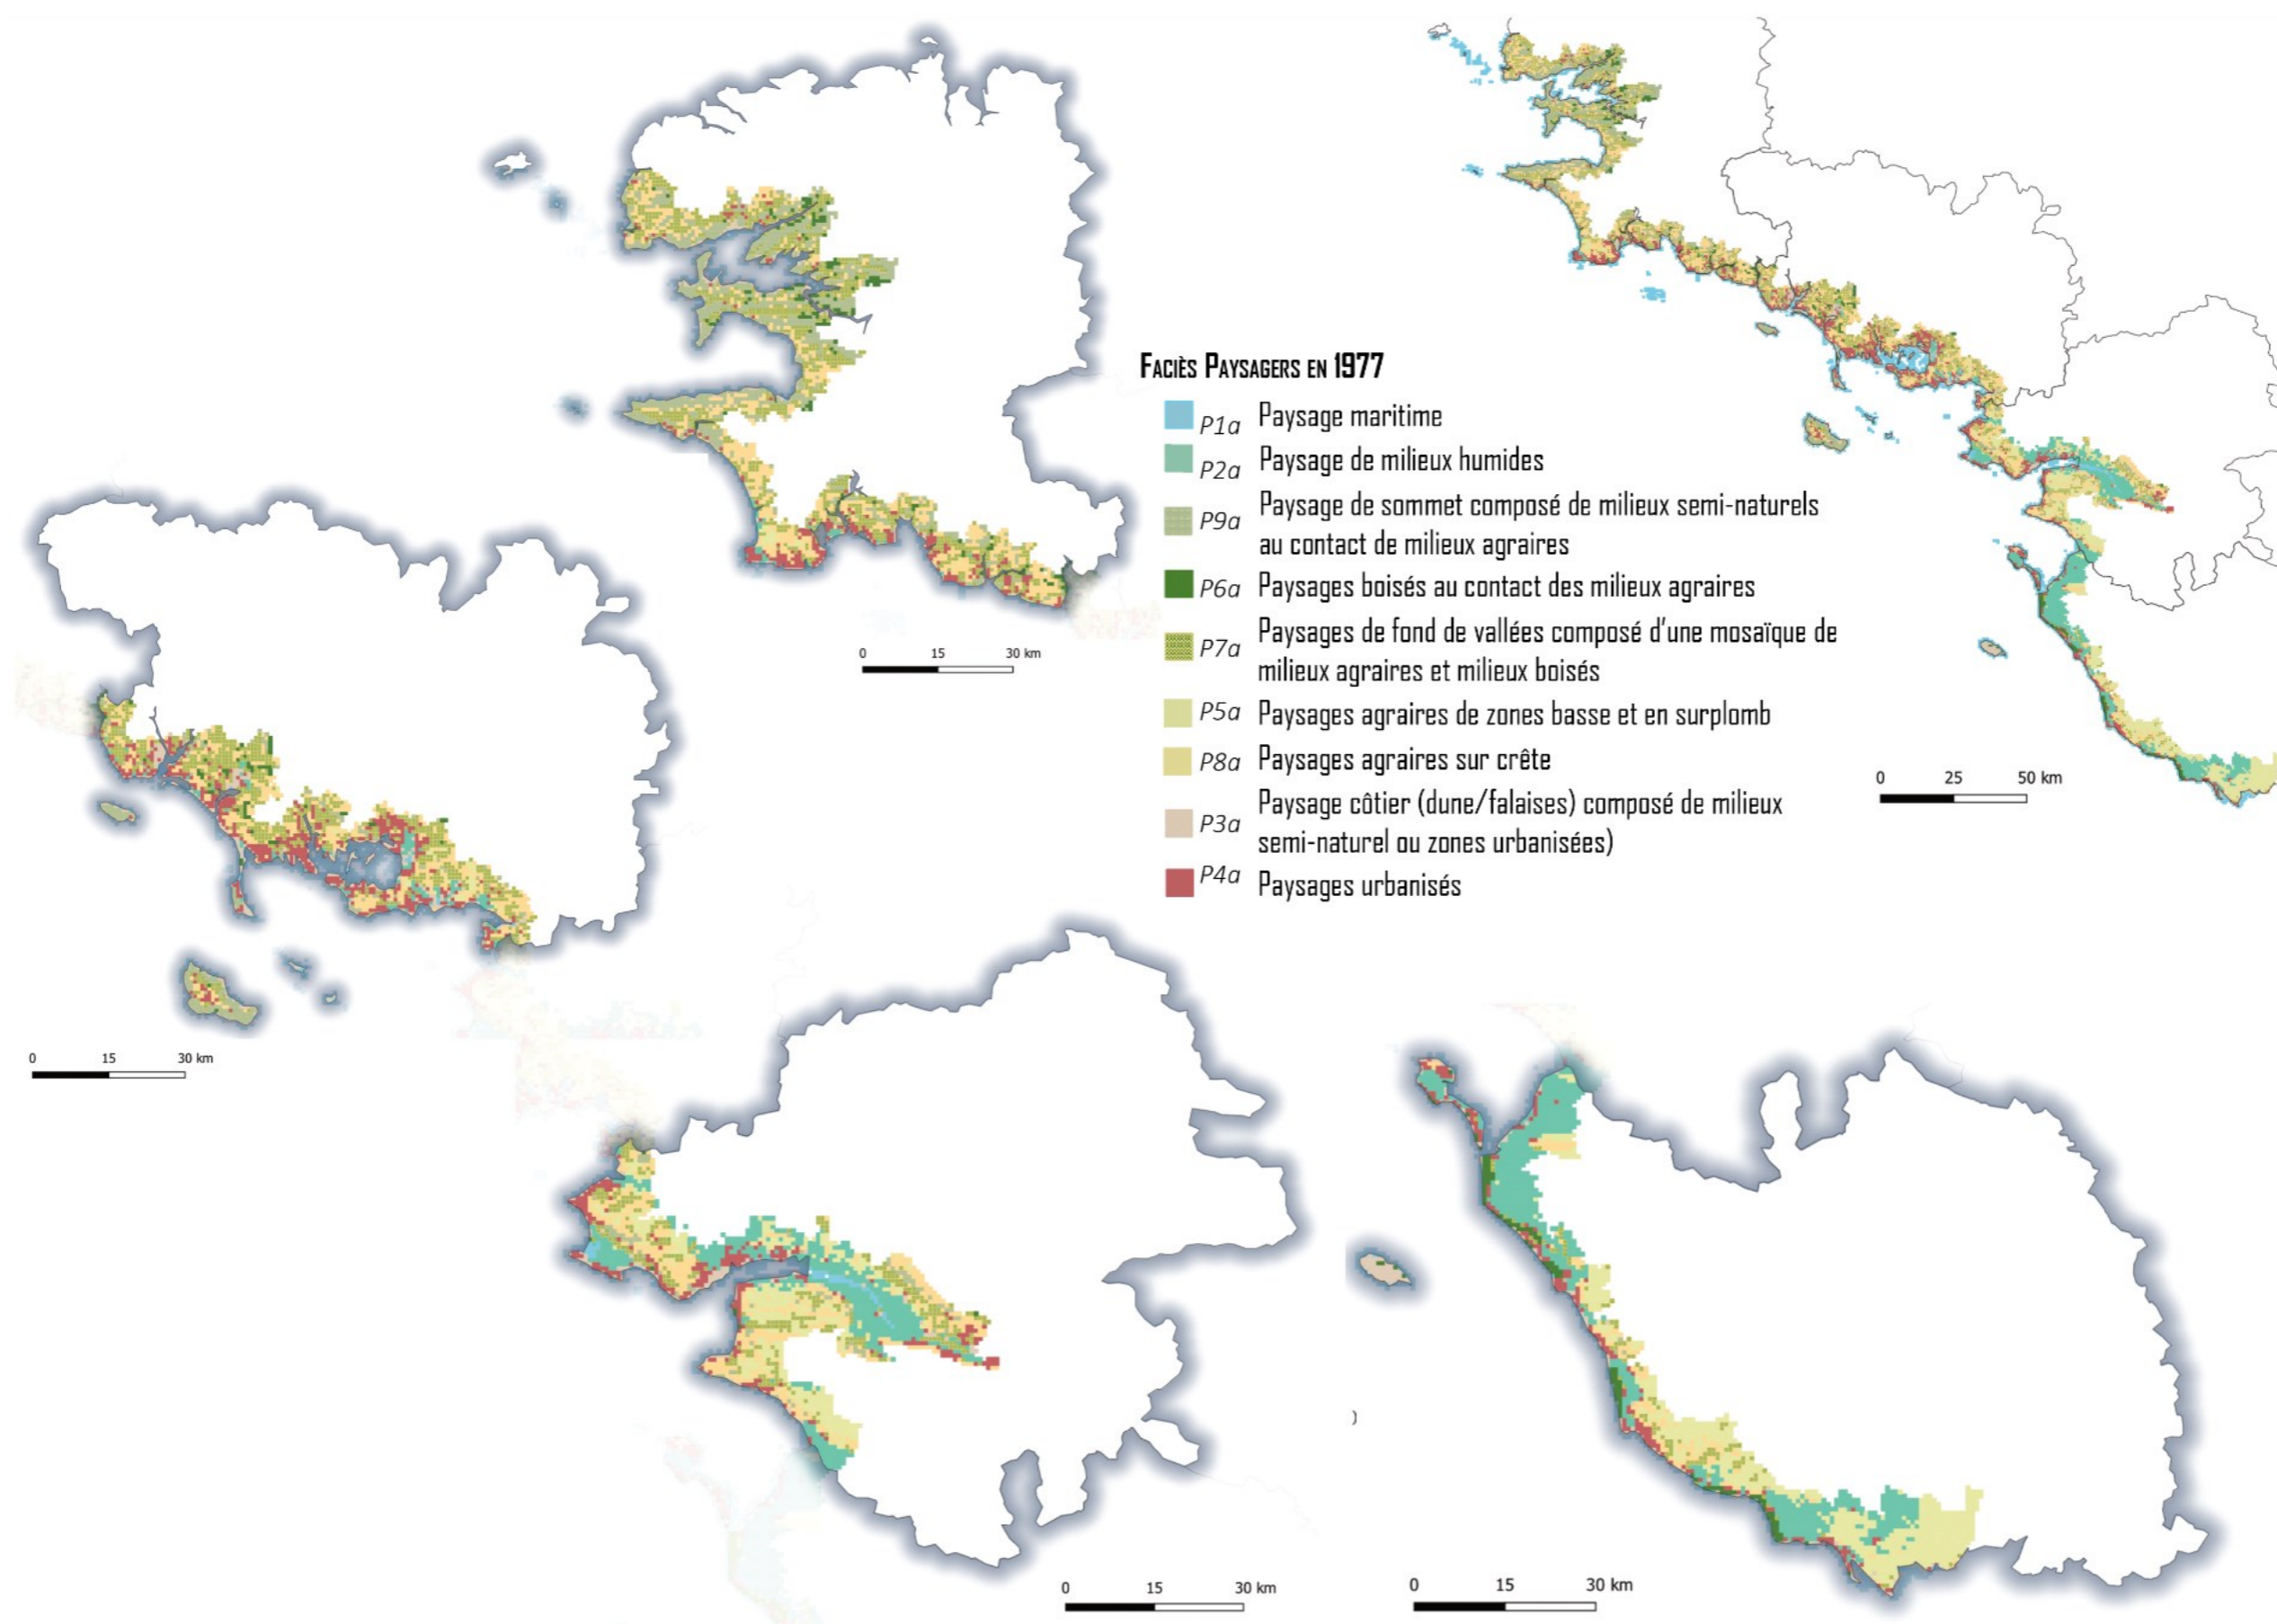 Faciès Paysagers en 1977
P1a Paysage maritime
P2a Paysage de milieux humides
P9a Paysage de sommet composé de milieux semi-naturels
au contact de milieux agraires
P6a Paysages boisés au contact des milieux agraires
P7a Paysages de fond de vallées composé d'une mosaïque de
milieux agraires et milieux boisés
P5a Paysages agraires de zones basse et en surplomb
P8a Paysages agraires sur crête
P3a Paysage côtier (dune/falaises) composé de milieux
semi-naturel ou zones urbanisées)
P4a Paysages urbanisés
0 15 30 km
0 25 50 km
0 15 30 km
0 15 30 km
0 15 30 km
)